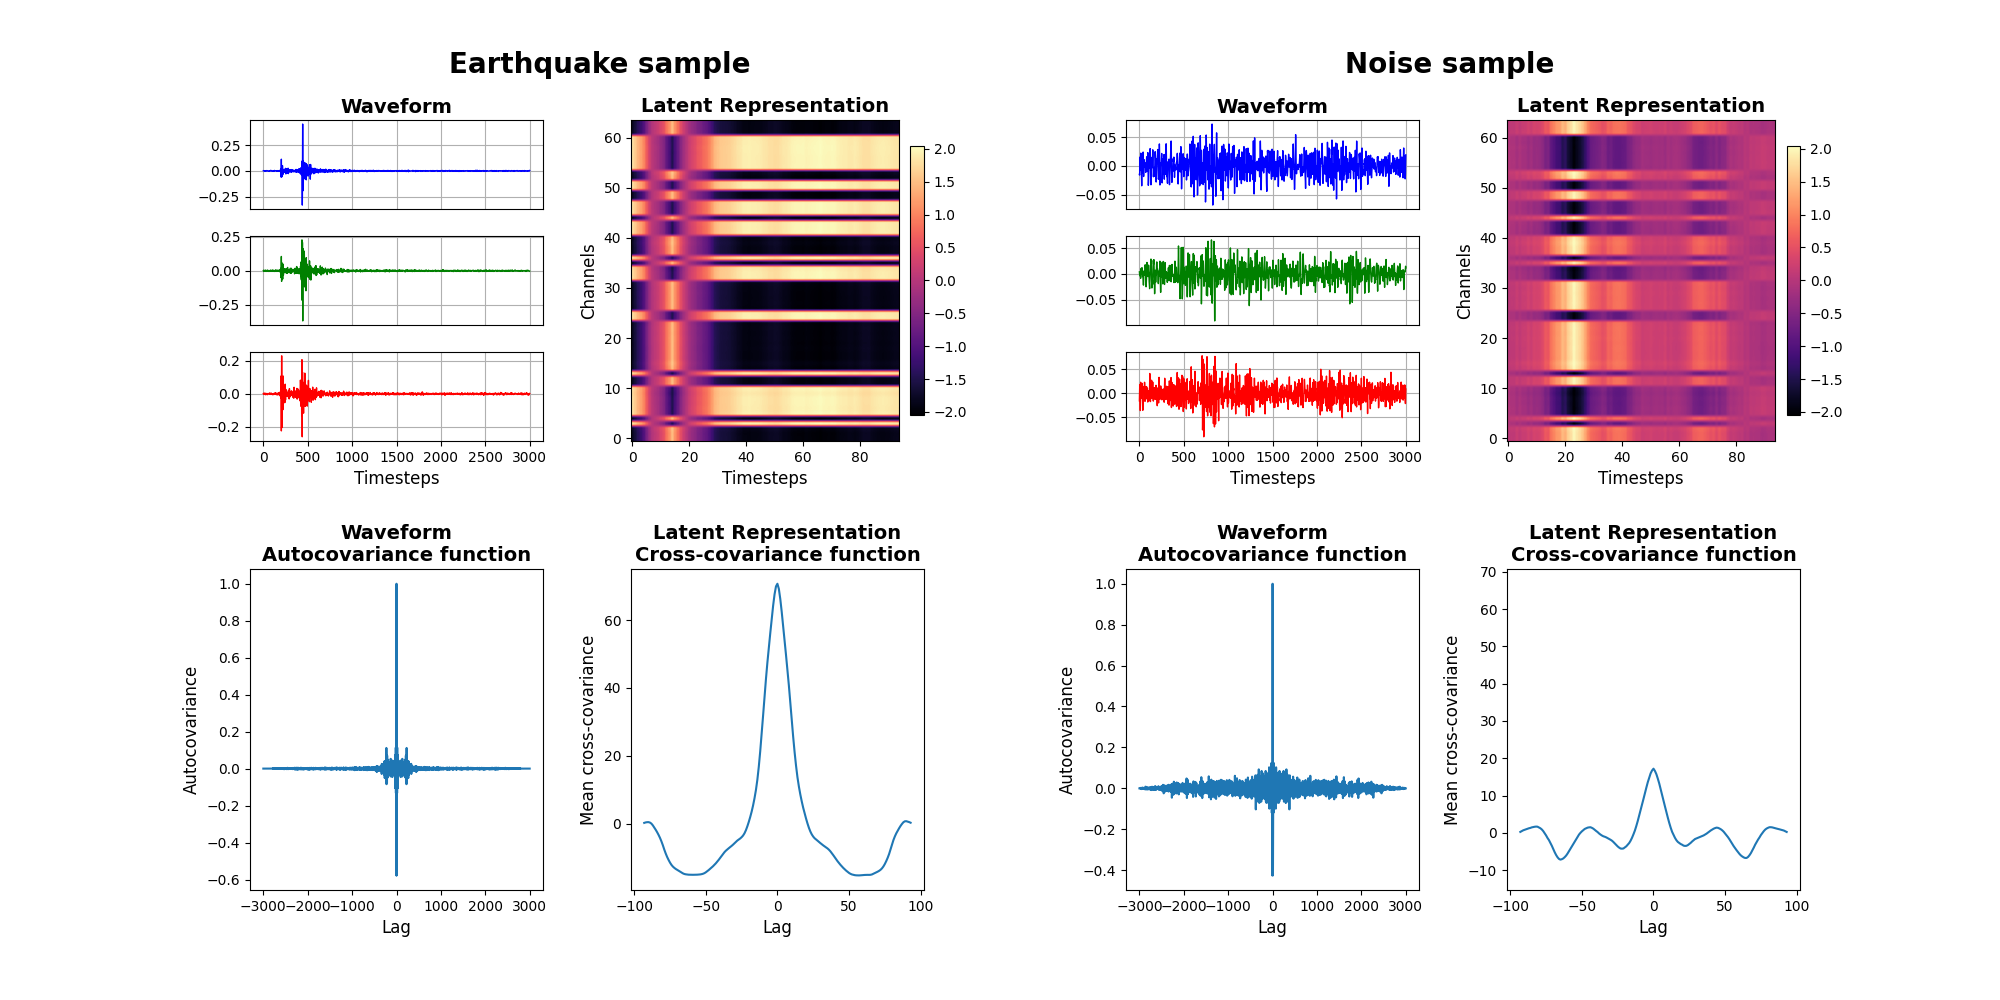 Earthquake sample
Noise sample
Waveform
Latent Representation
Waveform
Latent Representation
0.25
0.00
−0.25
0.25
0.00
−0.25
0.2
0.0
−0.2
0 500 1000 1500 2000 2500 3000
Timesteps
Channels
60
50
40
30
20
10
0
0 20 40 60 80
Timesteps
2.0
1.5
1.0
0.5
0.0
−0.5
−1.0
−1.5
−2.0
0.05
0.00
−0.05
0.05
0.00
−0.05
0.05
0.00
−0.05
0 500 1000 1500 2000 2500 3000
Timesteps
Channels
60
50
40
30
20
10
0
0 20 40 60 80
Timesteps
2.0
1.5
1.0
0.5
0.0
−0.5
−1.0
−1.5
−2.0
Waveform
Autocovariance function
Autocovariance
1.0
0.8
0.6
0.4
0.2
0.0
−0.2
−0.4
−0.6
−3000 −2000 −1000 0 1000 2000 3000
Lag
Latent Representation
Cross-covariance function
Mean cross-covariance
60
40
20
0
−100 −50 0 50 100
Lag
Waveform
Autocovariance function
Autocovariance
1.0
0.8
0.6
0.4
0.2
0.0
−0.2
−0.4
−3000 −2000 −1000 0 1000 2000 3000
Lag
Latent Representation
Cross-covariance function
Mean cross-covariance
70
60
50
40
30
20
10
0
−10
−100 −50 0 50 100
Lag